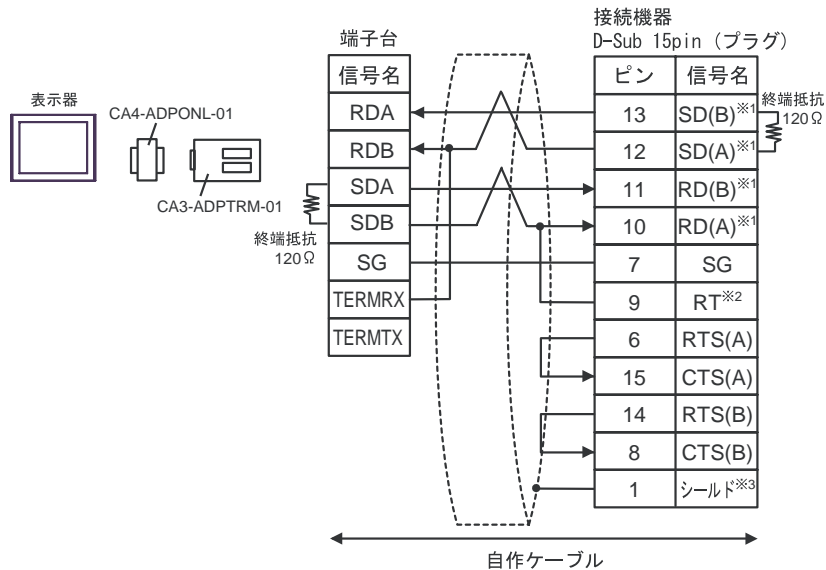 接続機器
端子台
D-Sub 15pin (プラグ)
信号名
ピン
信号名
表示器
CA4-ADPONL-01
CA3-ADPTRM-01
RDA
13
SD(B)※1
終端抵抗
120Ω
RDB
12
SD(A)※1
SDA
11
RD(B)※1
SDB
10
RD(A)※1
終端抵抗
120Ω
SG
7
SG
TERMRX
9
RT※2
TERMTX
6
RTS(A)
15
CTS(A)
14
RTS(B)
8
CTS(B)
1
シールド※3
自作ケーブル